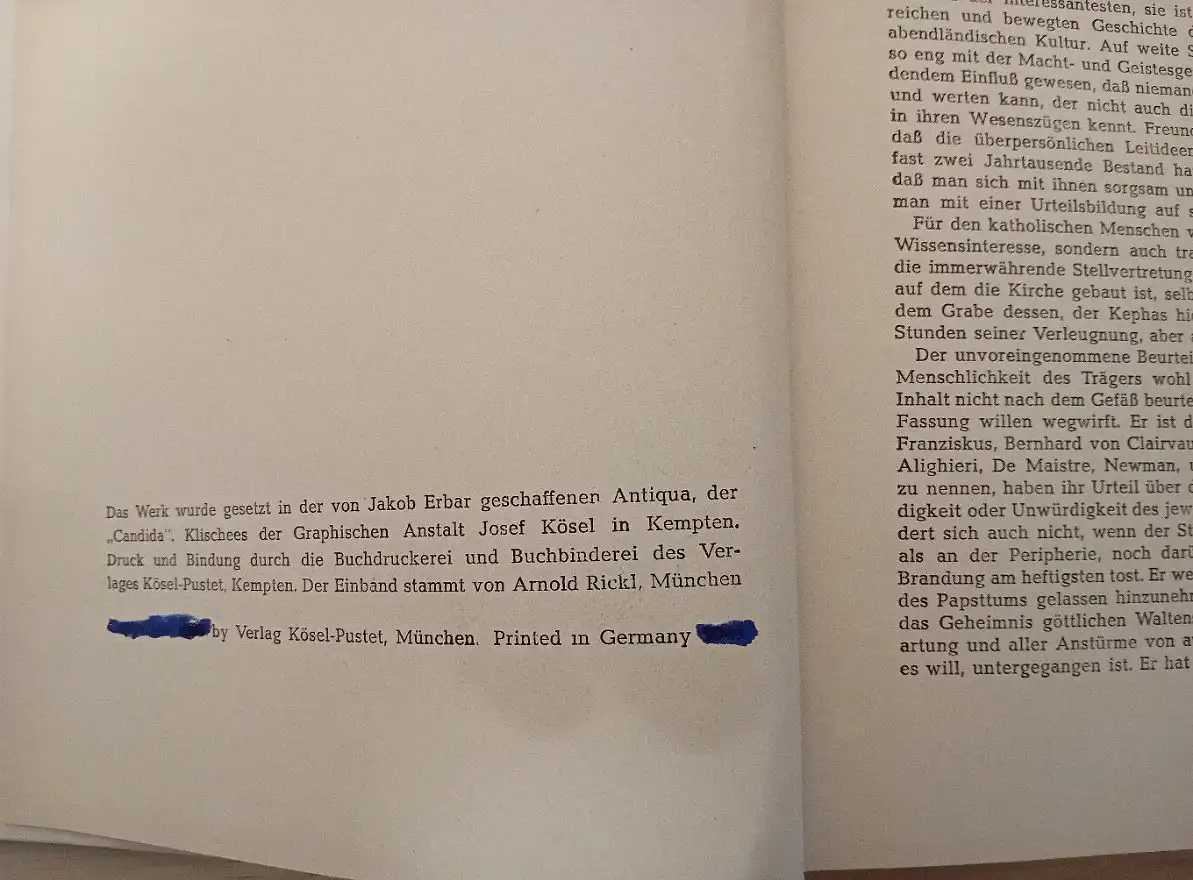 Das Werk wurde gesetzt in der von Jakob Erbar geschaffenen Antiqua, der
„Candida“. Klischees der Graphischen Anstalt Josef Kösel in Kempten.
Druck und Bindung durch die Buchdruckerei und Buchbinderei des Ver-
lages Kösel-Pustet, Kempten. Der Einband stammt von Arnold Rickl, München
by Verlag Kösel-Pustet, München. Printed in Germany
interessantesten, sie ist
reichen und bewegten Geschichte
abendländischen Kultur. Auf weite
so eng mit der Macht- und Geistesge
dendem Einfluß gewesen, daß nieman
und werten kann, der nicht auch di
in ihren Wesenszügen kennt. Freun
daß die überpersönlichen Leitideen
fast zwei Jahrtausende Bestand ha
daß man sich mit ihnen sorgsam un
man mit einer Urteilsbildung auf s
Für den katholischen Menschen v
Wissensinteresse, sondern auch tra
die immerwährende Stellvertretung
auf dem die Kirche gebaut ist, selb
dem Grabe dessen, der Kephas hi
Stunden seiner Verleugnung, aber
Der unvoreingenommene Beurtei
Menschlichkeit des Trägers wohl
Inhalt nicht nach dem Gefäß beurte
Fassung willen wegwirft. Er ist d
Franziskus, Bernhard von Clairvau
Alighieri, De Maistre, Newman,
zu nennen, haben ihr Urteil über
digkeit oder Unwürdigkeit des jew
dert sich auch nicht, wenn der St
als an der Peripherie, noch darü
Brandung am heftigsten tost. Er we
des Papsttums gelassen hinzunehm
das Geheimnis göttlichen Walten
artung und aller Anstürme von a
es will, untergegangen ist. Er hat